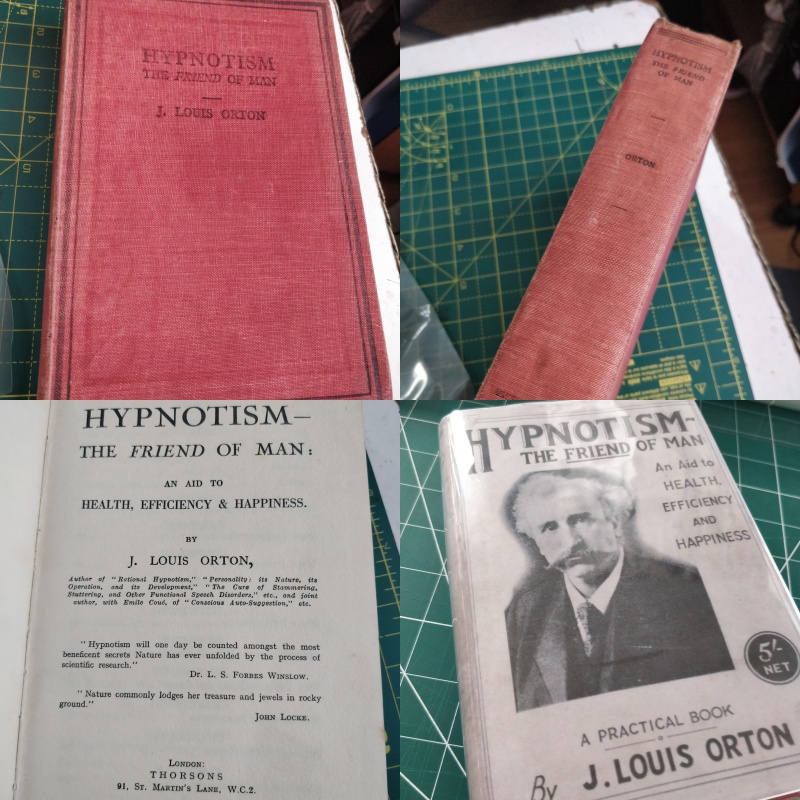 HYPNOTISM
THE FRIEND OF MAN
J. LOUIS ORTON
HYPNOTISM
THE FRIEND
OF MAN
ORTON
HYPNOTISM—
THE FRIEND OF MAN:
AN AID TO
HEALTH, EFFICIENCY & HAPPINESS.
BY
J. LOUIS ORTON,
Author of "Rational Hypnotism," "Personality: its Nature, its
Operation, and its Development," "The Cure of Stammering,
Stuttering, and Other Functional Speech Disorders," etc., and joint
author, with Emile Coué, of "Conscious Auto-Suggestion," etc.
"Hypnotism will one day be counted amongst the most
beneficent secrets Nature has ever unfolded by the process of
scientific research."
Dr. L. S. Forbes Winslow.
"Nature commonly lodges her treasure and jewels in rocky
ground."
John Locke.
London:
THORSONS
91, St. Martin's Lane, W.C.2.
HYPNOTISM-
THE FRIEND OF MAN
An Aid to
HEALTH,
EFFICIENCY
AND
HAPPINESS
5/-
NET
A PRACTICAL BOOK
By J. LOUIS ORTON